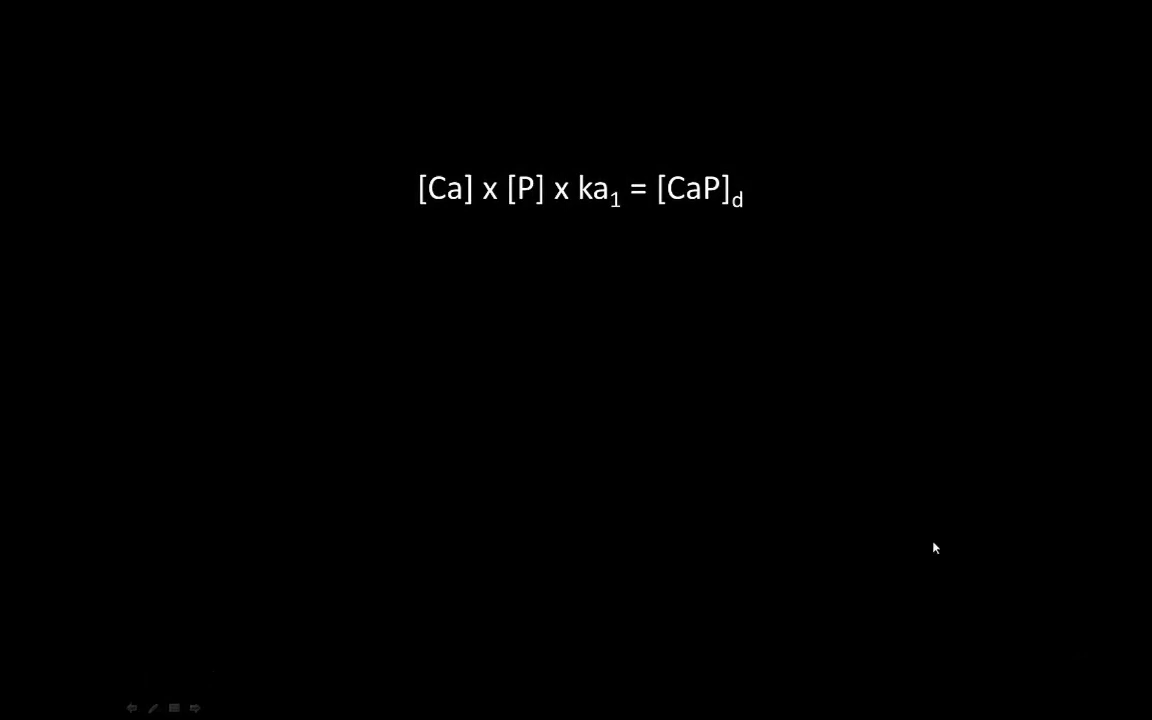 [Ca] x [P] x ka₁ = [CaP]d